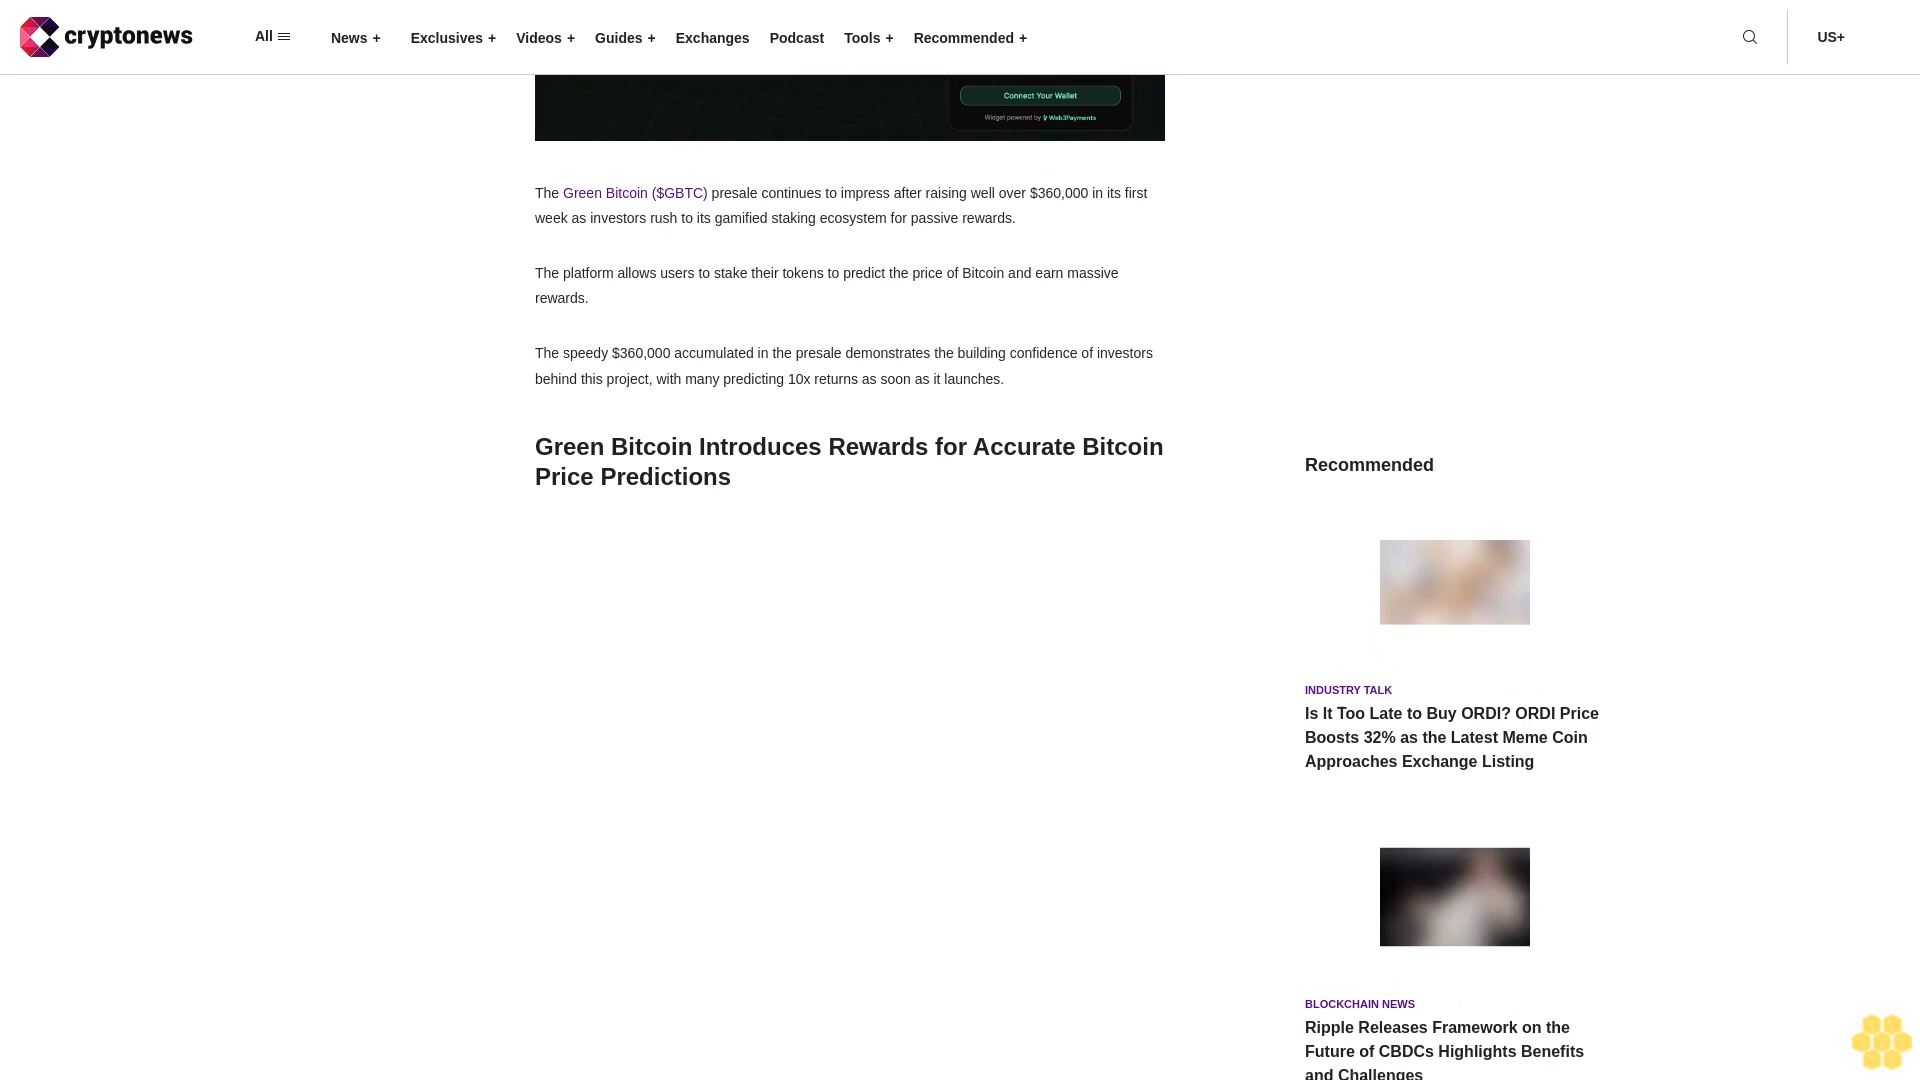 cryptonews
All
News +
Exclusives +
Videos +
Guides +
Exchanges
Podcast
Tools +
Recommended +
US+
Connect Your Wallet
Widget powered by Web3Payments
The Green Bitcoin ($GBTC) presale continues to impress after raising well over $360,000 in its first
week as investors rush to its gamified staking ecosystem for passive rewards.
The platform allows users to stake their tokens to predict the price of Bitcoin and earn massive
rewards.
The speedy $360,000 accumulated in the presale demonstrates the building confidence of investors
behind this project, with many predicting 10x returns as soon as it launches.
Green Bitcoin Introduces Rewards for Accurate Bitcoin
Price Predictions
Recommended
INDUSTRY TALK
Is It Too Late to Buy ORDI? ORDI Price
Boosts 32% as the Latest Meme Coin
Approaches Exchange Listing
BLOCKCHAIN NEWS
Ripple Releases Framework on the
Future of CBDCs Highlights Benefits
and Challenges